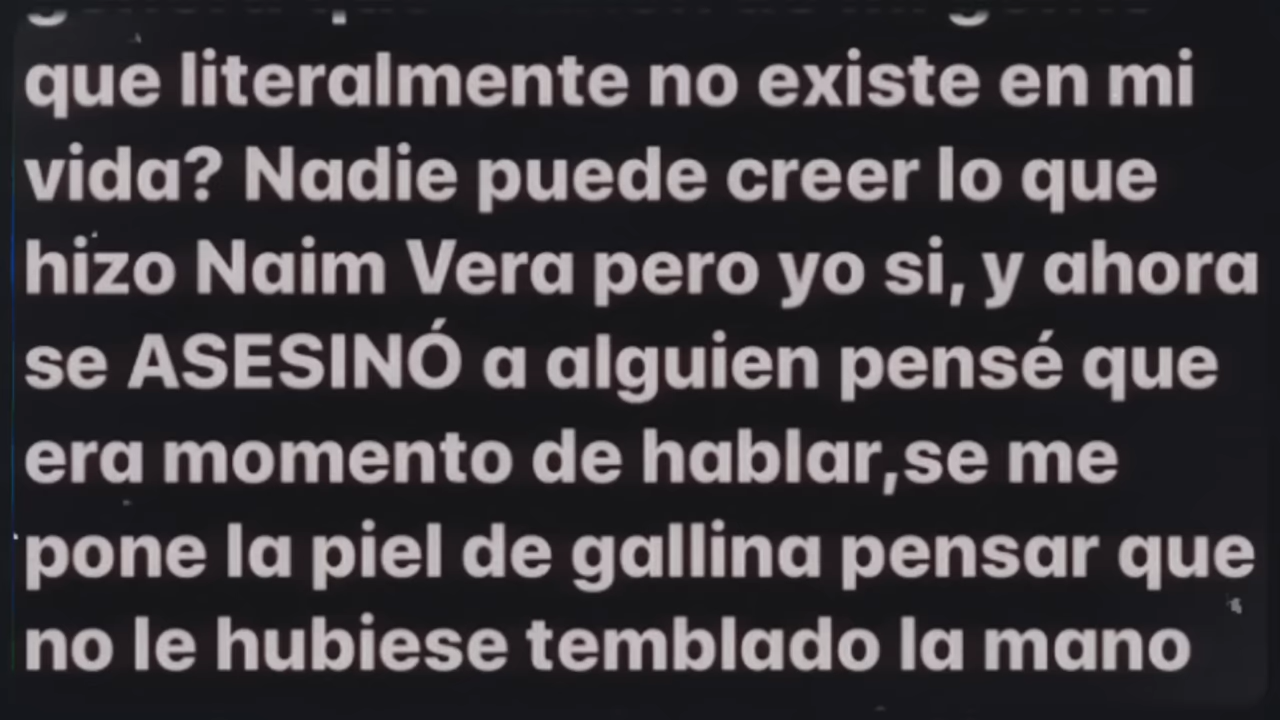 que literalmente no existe en mi
vida? Nadie puede creer lo que
hizo Naim Vera pero yo si, y ahora
se ASESINÓ a alguien pensé que
era momento de hablar,se me
pone la piel de gallina pensar que
no le hubiese temblado la mano